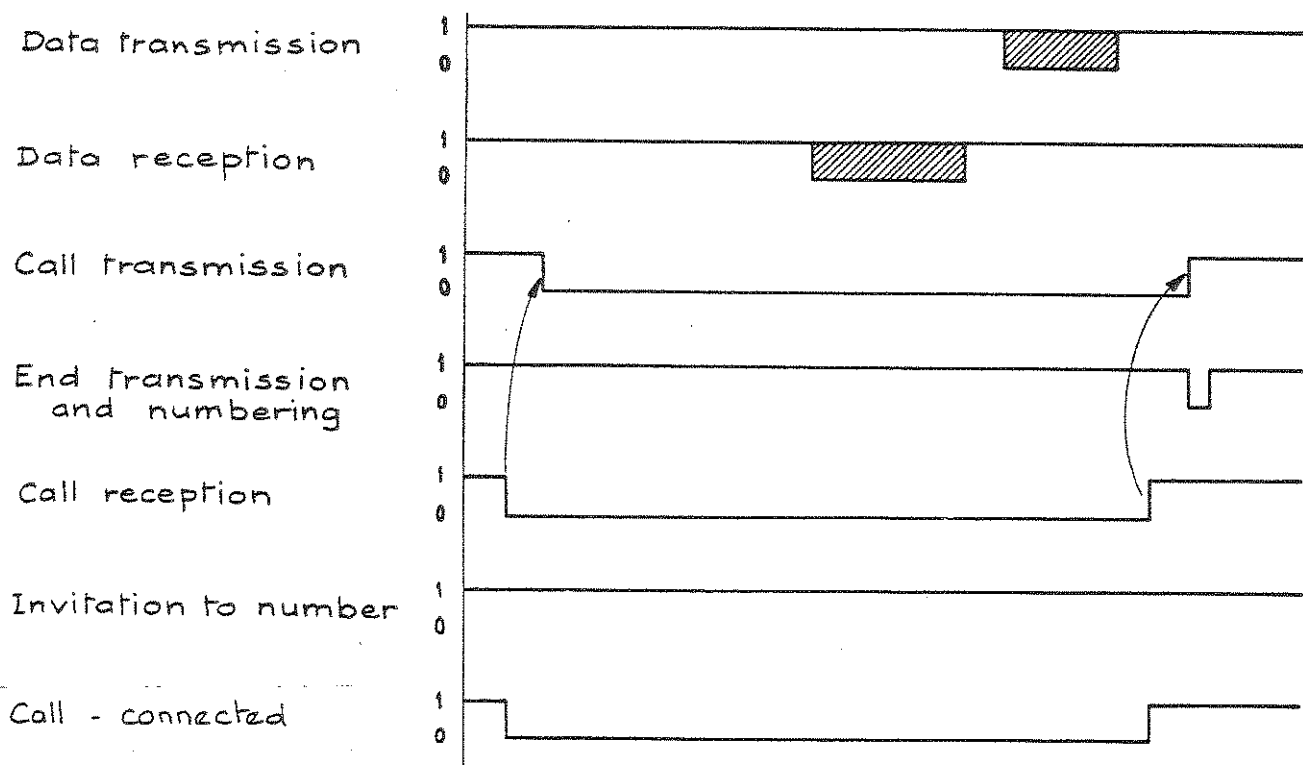 Data transmission 1
0
Data reception 1
0
Call transmission 1
0
End transmission 1
and numbering 0
Call reception 1
0
Invitation to number 1
0
Call - connected 1
0